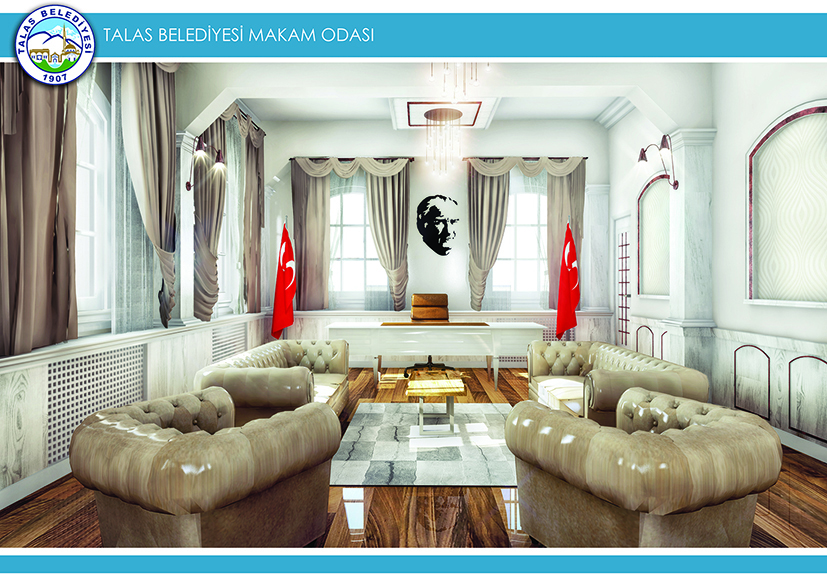 TALAS BELEDİYESİ MAKAM ODASI
TALAS BELEDİYESİ
1907